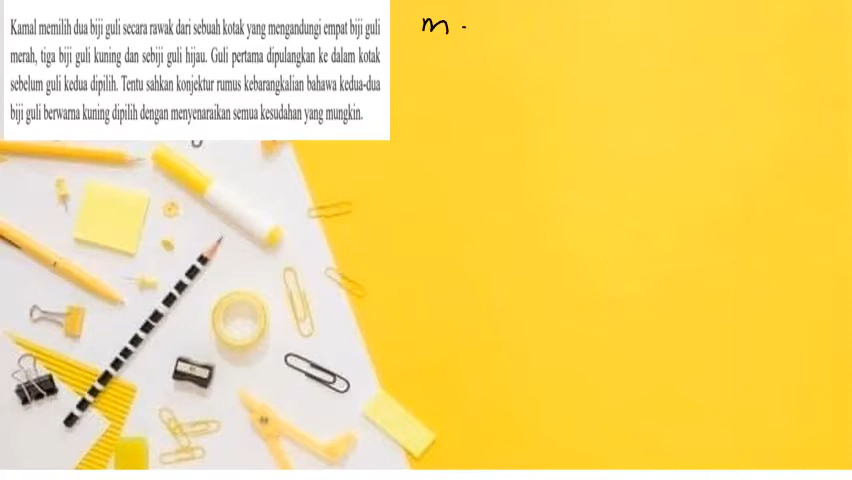 Kamal memilih dua biji guli secara rawak dari sebuah kotak yang mengandungi empat biji guli
merah, tiga biji guli kuning dan sebiji guli hijau. Guli pertama dipulangkan ke dalam kotak
sebelum guli kedua dipilih. Tentu sahkan konjektur rumus kebarangkalian bahawa kedua-dua
biji guli berwarna kuning dipilih dengan menyenaraikan semua kesudahan yang mungkin.
m -